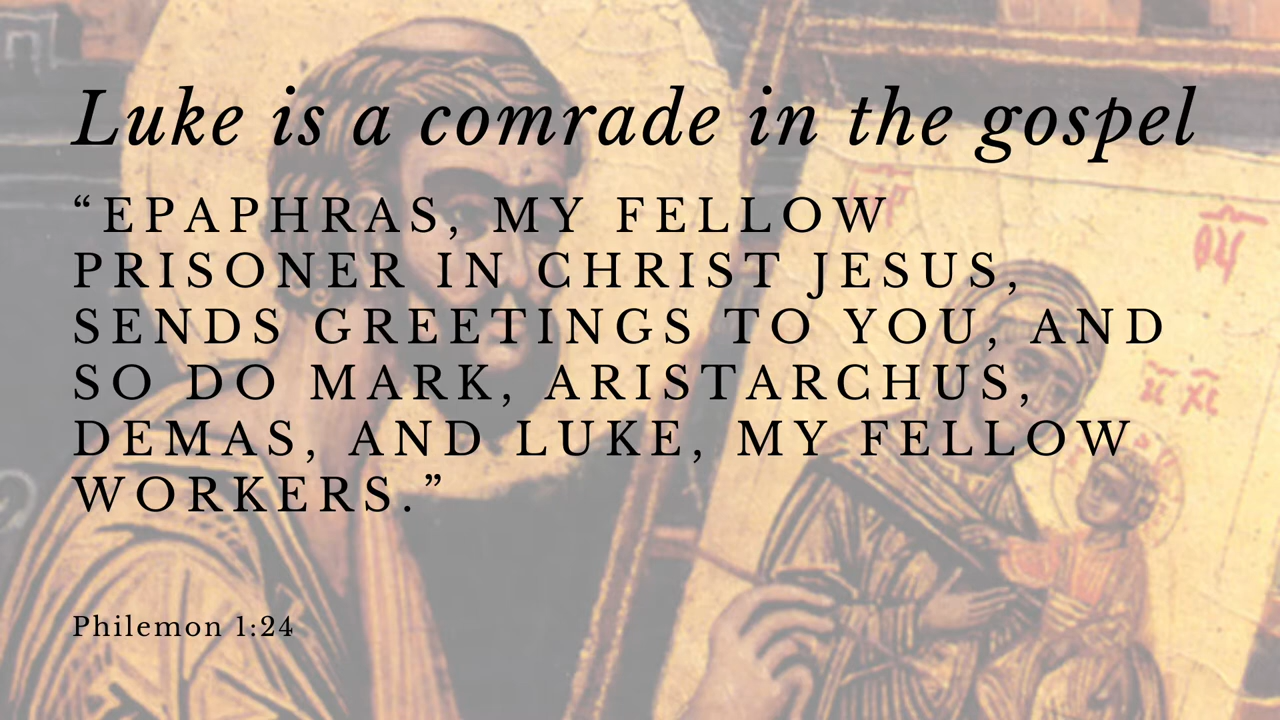 Luke is a comrade in the gospel
“EPAPHRAS, MY FELLOW
PRISONER IN CHRIST JESUS,
SENDS GREETINGS TO YOU, AND
SO DO MARK, ARISTARCHUS,
DEMAS, AND LUKE, MY FELLOW
WORKERS.”
Philemon 1:24